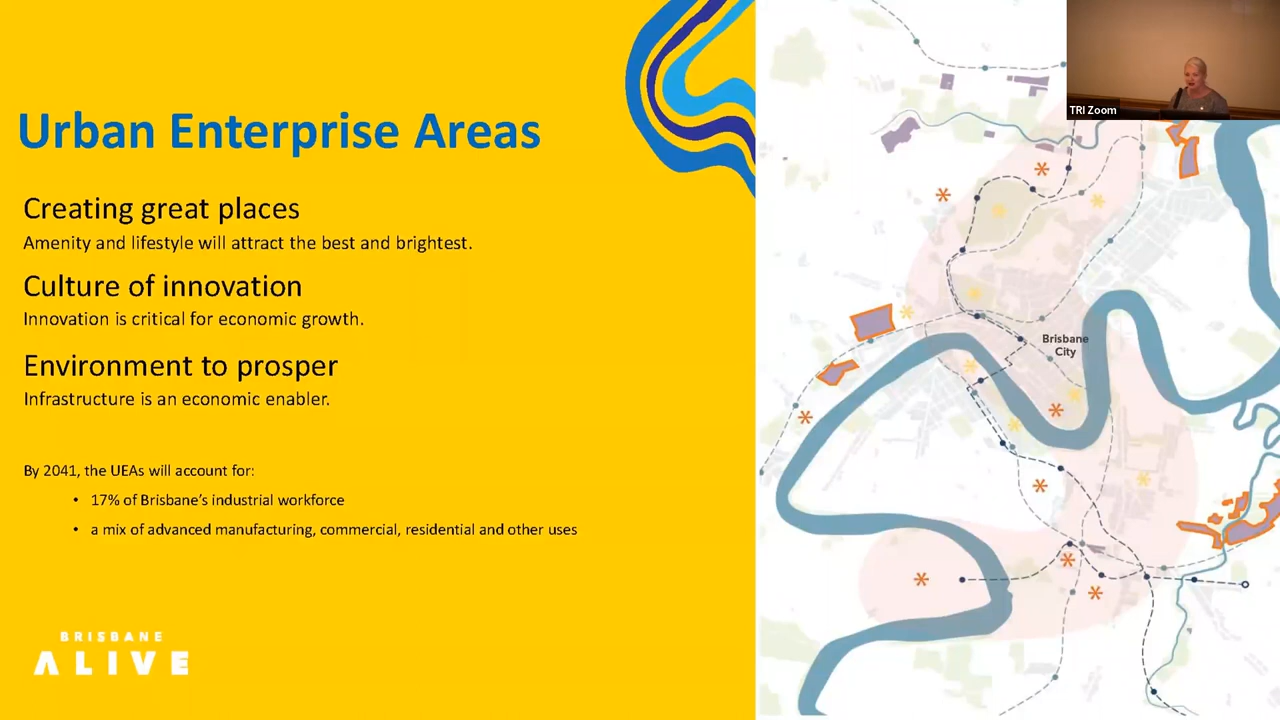 Urban Enterprise Areas
Creating great places
Amenity and lifestyle will attract the best and brightest.
Culture of innovation
Innovation is critical for economic growth.
Environment to prosper
Infrastructure is an economic enabler.
By 2041, the UEAs will account for:
• 17% of Brisbane's industrial workforce
• a mix of advanced manufacturing, commercial, residential and other uses
BRISBANE
ALIVE
TRI Zoom
Brisbane
City